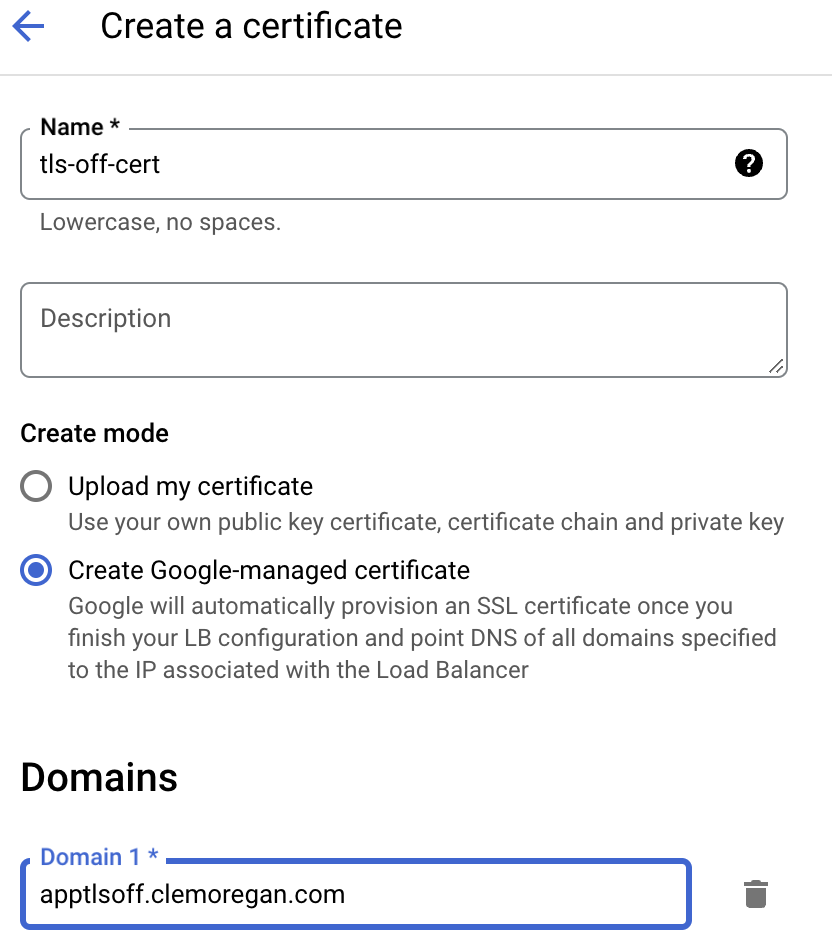 Create a certificate
Name *
tls-off-cert
Lowercase, no spaces.
Description
Create mode
Upload my certificate
Use your own public key certificate, certificate chain and private key
Create Google-managed certificate
Google will automatically provision an SSL certificate once you
finish your LB configuration and point DNS of all domains specified
to the IP associated with the Load Balancer
Domains
Domain 1 *
apptlsoff.clemoregan.com